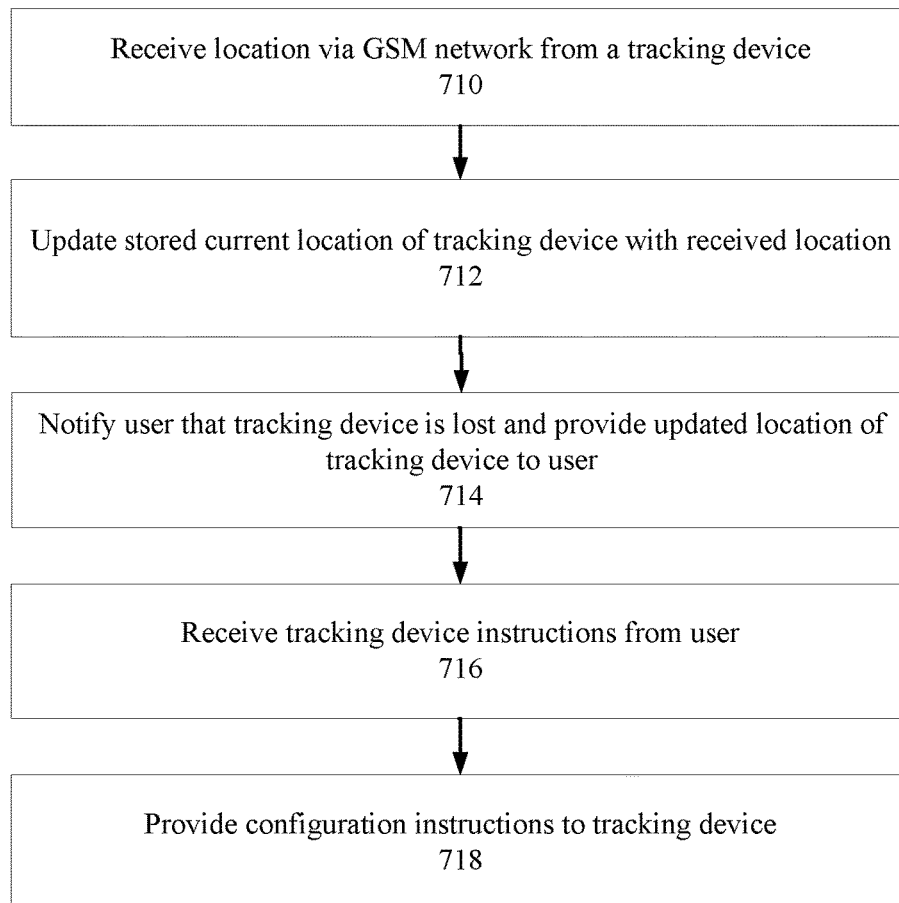 Receive location via GSM network from a tracking device
710
Update stored current location of tracking device with received location
712
Notify user that tracking device is lost and provide updated location of
tracking device to user
714
Receive tracking device instructions from user
716
Provide configuration instructions to tracking device
718